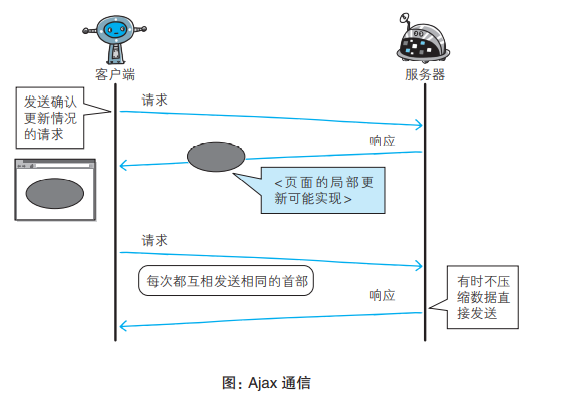 客户端
服务器
发送确认
更新情况
的请求
请求
响应
<页面的局部更
新可能实现>
请求
每次都互相发送相同的首部
响应
有时不压
缩数据直
接发送
图：Ajax 通信